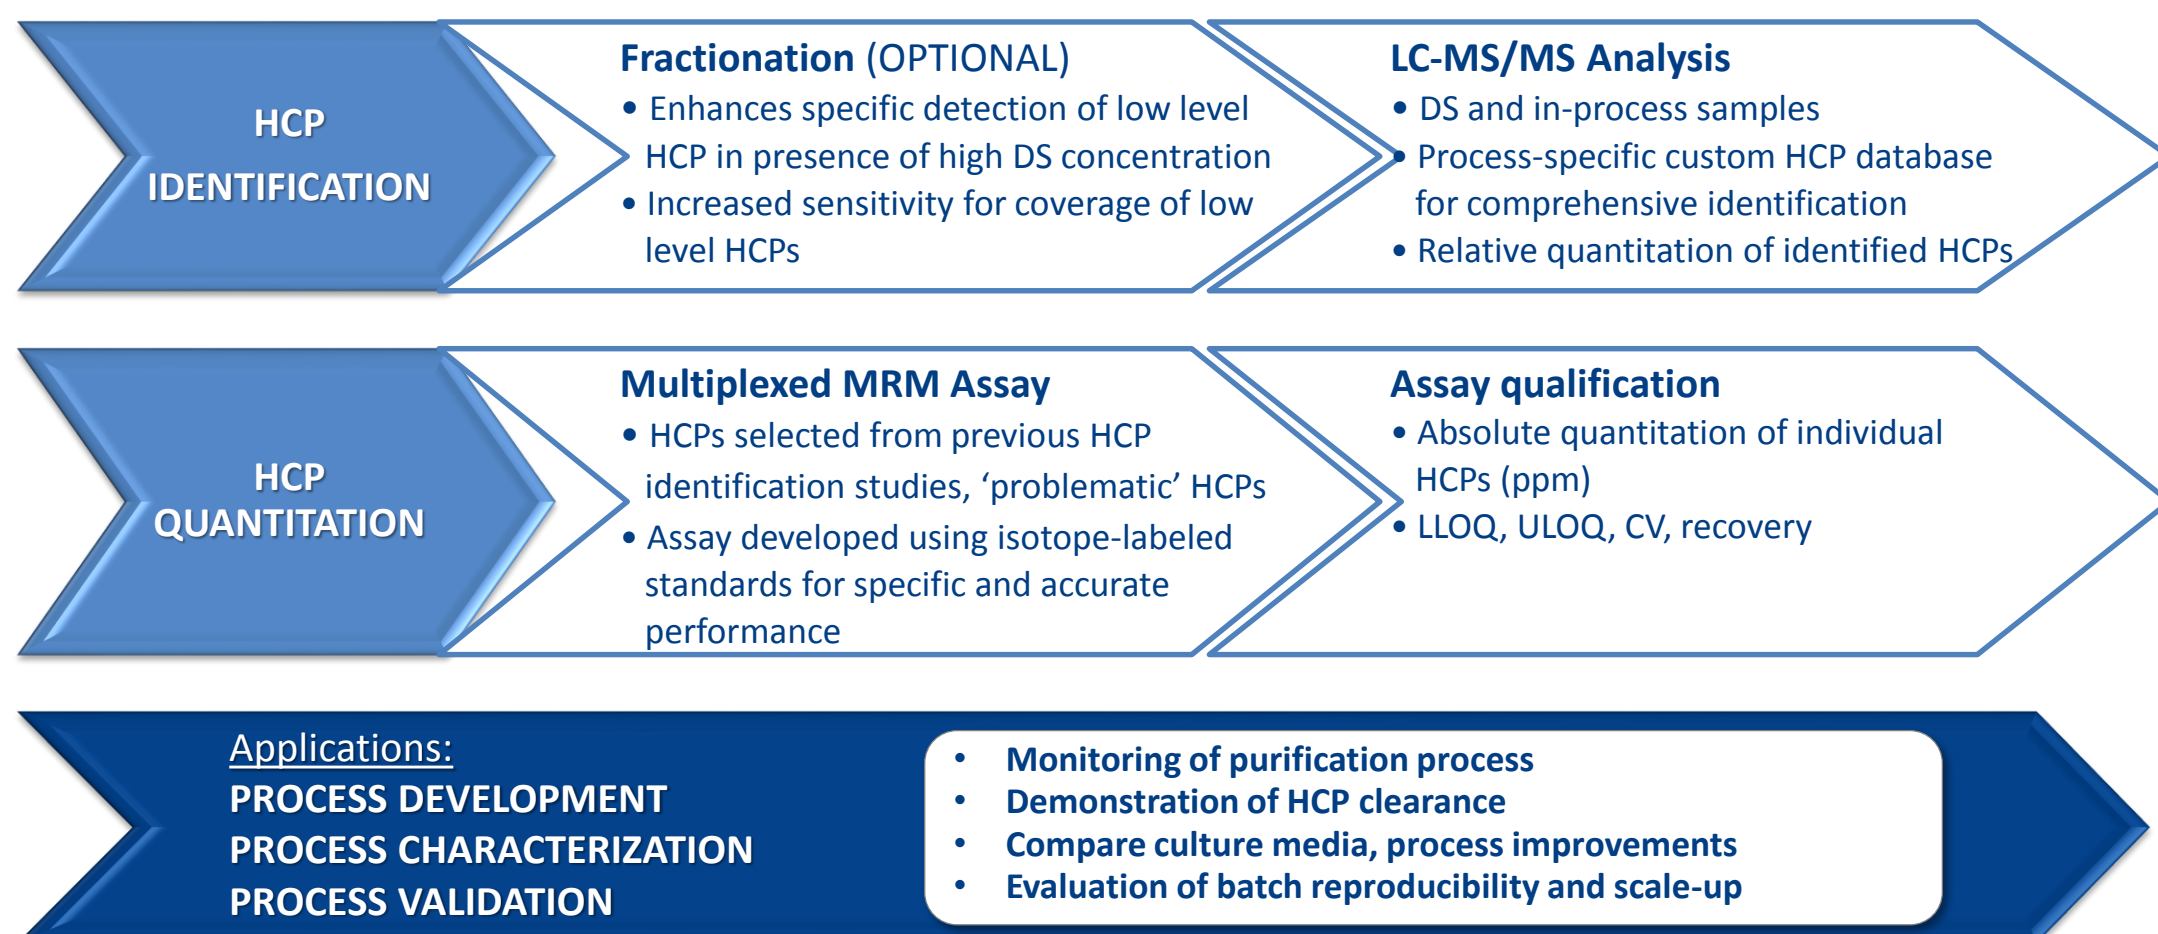 HCP
IDENTIFICATION
Fractionation (OPTIONAL)
• Enhances specific detection of low level
HCP in presence of high DS concentration
• Increased sensitivity for coverage of low
level HCPs
LC-MS/MS Analysis
• DS and in-process samples
• Process-specific custom HCP database
for comprehensive identification
• Relative quantitation of identified HCPs
HCP
QUANTITATION
Multiplexed MRM Assay
• HCPs selected from previous HCP
identification studies, ‘problematic’ HCPs
• Assay developed using isotope-labeled
standards for specific and accurate
performance
Assay qualification
• Absolute quantitation of individual
HCPs (ppm)
• LLOQ, ULOQ, CV, recovery
Applications:
PROCESS DEVELOPMENT
PROCESS CHARACTERIZATION
PROCESS VALIDATION
• Monitoring of purification process
• Demonstration of HCP clearance
• Compare culture media, process improvements
• Evaluation of batch reproducibility and scale-up